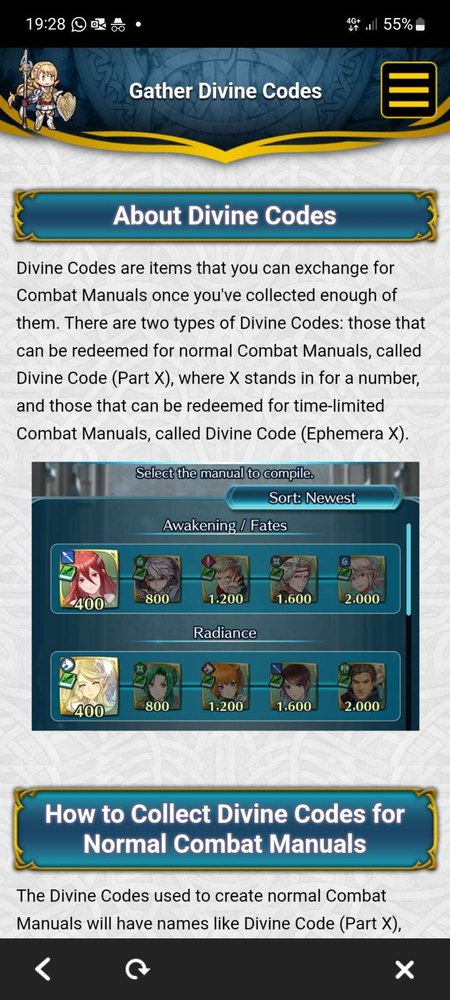 19:28
4G+
55%
Gather Divine Codes
About Divine Codes
Divine Codes are items that you can exchange for
Combat Manuals once you've collected enough of
them. There are two types of Divine Codes: those that
can be redeemed for normal Combat Manuals, called
Divine Code (Part X), where X stands in for a number,
and those that can be redeemed for time-limited
Combat Manuals, called Divine Code (Ephemera X).
Select the manual to compile.
Sort: Newest
Awakening / Fates
400 800 1,200 1,600 2,000
Radiance
400 800 1,200 1,600 2,000
How to Collect Divine Codes for
Normal Combat Manuals
The Divine Codes used to create normal Combat
Manuals will have names like Divine Code (Part X),